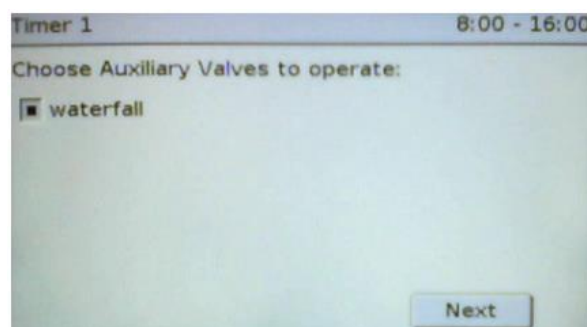 Timer 1 8:00 - 16:00
Choose Auxiliary Valves to operate:
waterfall
Next